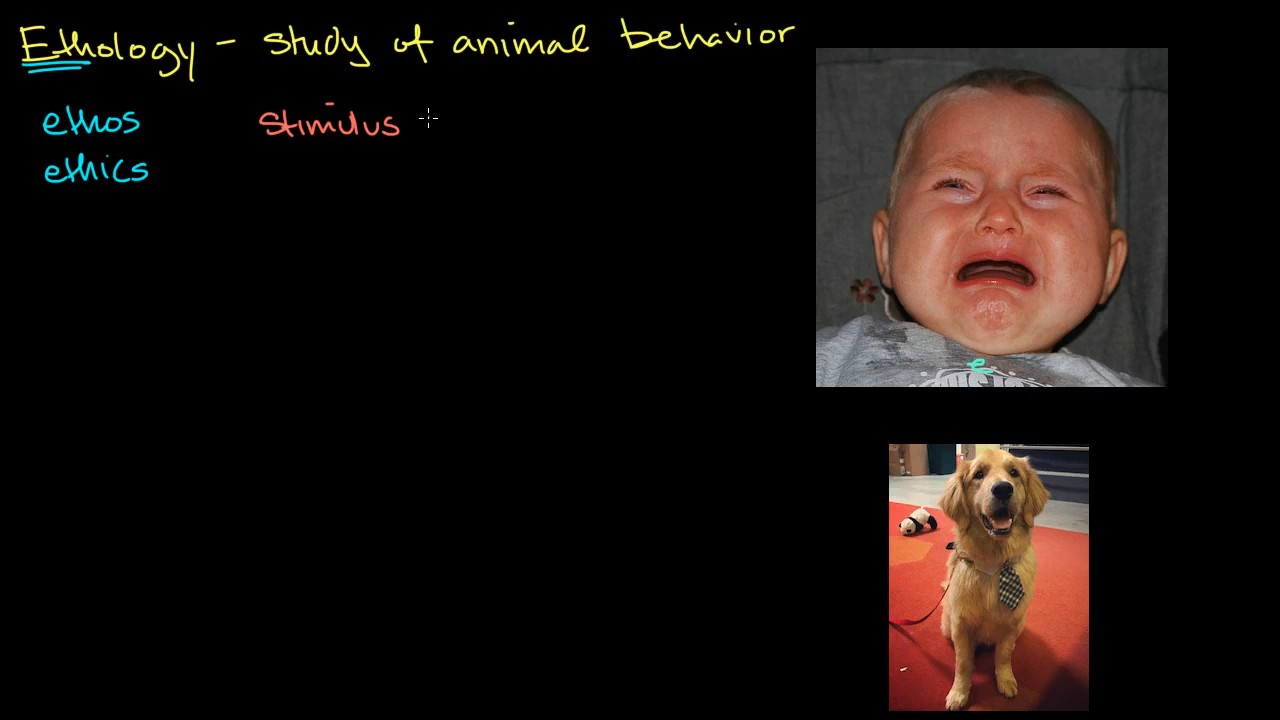 Ethology - study of animal behavior
ethos
stimulus
ethics
e